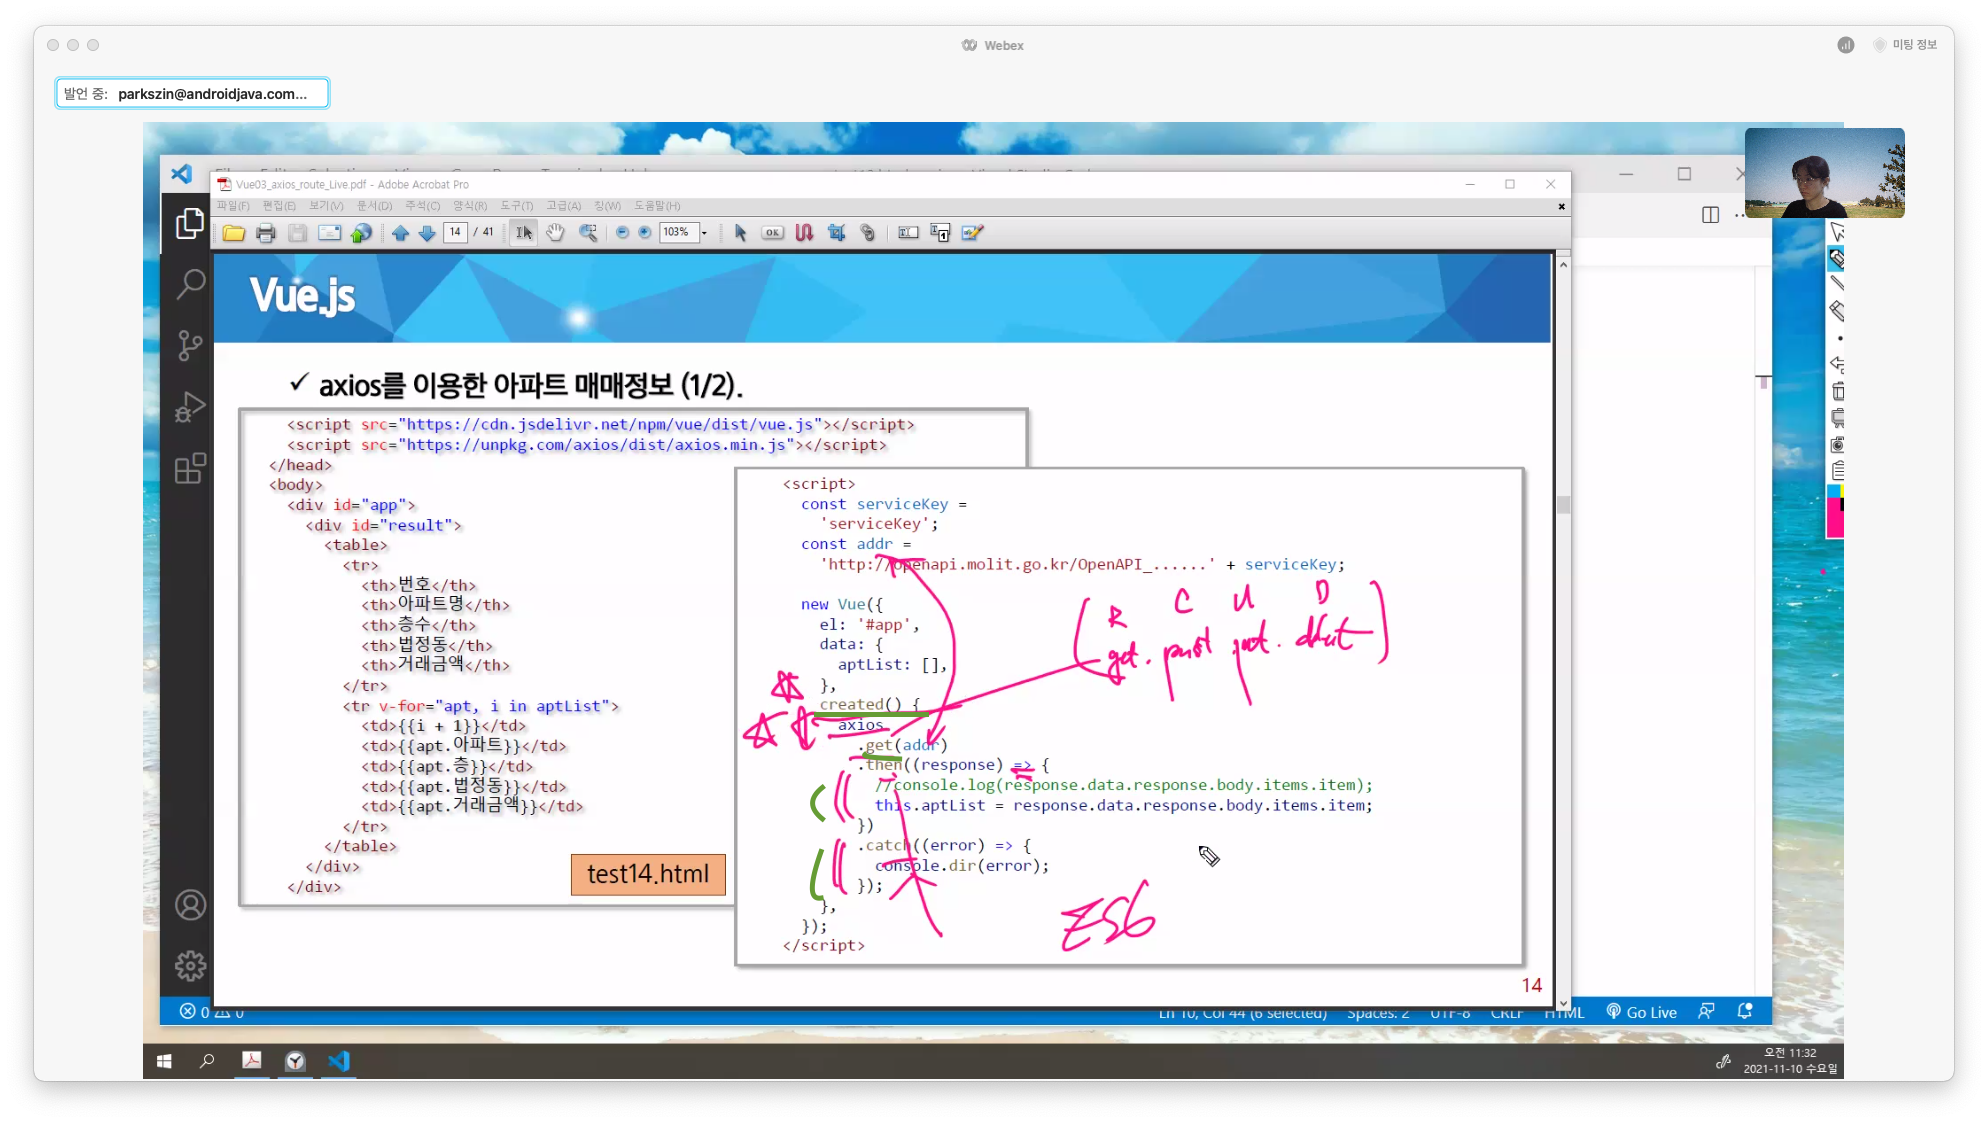 Webex
미팅 정보
발언 중: parkszin@androidjava.com...
Vue03_axios_route_Live.pdf - Adobe Acrobat Pro
파일(F) 편집(E) 보기(V) 문서(D) 주석(C) 양식(R) 도구(T) 고급(A) 창(W) 도움말(H)
14 / 41
OK
103%
Vue.js
✓ axios를 이용한 아파트 매매정보 (1/2).
<script src="https://cdn.jsdelivr.net/npm/vue/dist/vue.js"></script>
<script src="https://unpkg.com/axios/dist/axios.min.js"></script>
</head>
<body>
<div id="app">
<div id="result">
<table>
<tr>
<th>번호</th>
<th>아파트명</th>
<th>층수</th>
<th>법정동</th>
<th>거래금액</th>
</tr>
<tr v-for="apt, i in aptList">
<td>{{i + 1}}</td>
<td>{{apt.아파트}}</td>
<td>{{apt.층}}</td>
<td>{{apt.법정동}}</td>
<td>{{apt.거래금액}}</td>
</tr>
</table>
</div>
</div>
test14.html
<script>
const serviceKey =
'serviceKey';
const addr =
'http://openapi.molit.go.kr/OpenAPI_......' + serviceKey;
new Vue({
el: '#app',
data: {
aptList: [],
},
created() {
axios
.get(addr)
.then((response) => {
//console.log(response.data.response.body.items.item);
this.aptList = response.data.response.body.items.item;
})
.catch((error) => {
console.dir(error);
});
},
});
</script>
R C U D
get. post put.
ES6
14
0 0
Ln 10, Col 44 (6 selected) Spaces: 2 UTF-8 CRLF HTML Go Live
오전 11:32
2021-11-10 수요일